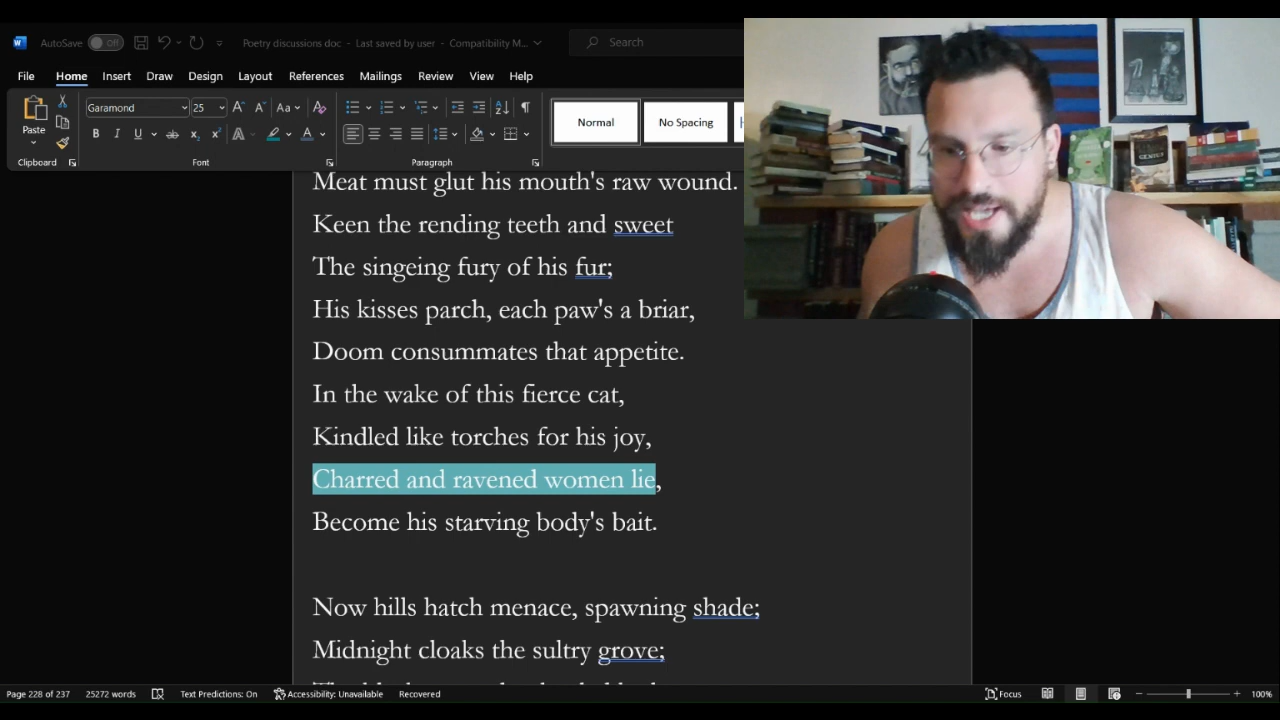 AutoSave Off Poetry discussions doc - Last saved by user - Compatibility M... Search
File Home Insert Draw Design Layout References Mailings Review View Help
Paste Garamond 25 Normal No Spacing
Clipboard Font Paragraph
Meat must glut his mouth's raw wound.
Keen the rending teeth and sweet
The singeing fury of his fur;
His kisses parch, each paw's a briar,
Doom consummates that appetite.
In the wake of this fierce cat,
Kindled like torches for his joy,
Charred and ravened women lie,
Become his starving body's bait.
Now hills hatch menace, spawning shade;
Midnight cloaks the sultry grove;
Page 228 of 237 25272 words Text Predictions: On Accessibility: Unavailable Recovered Focus 100%